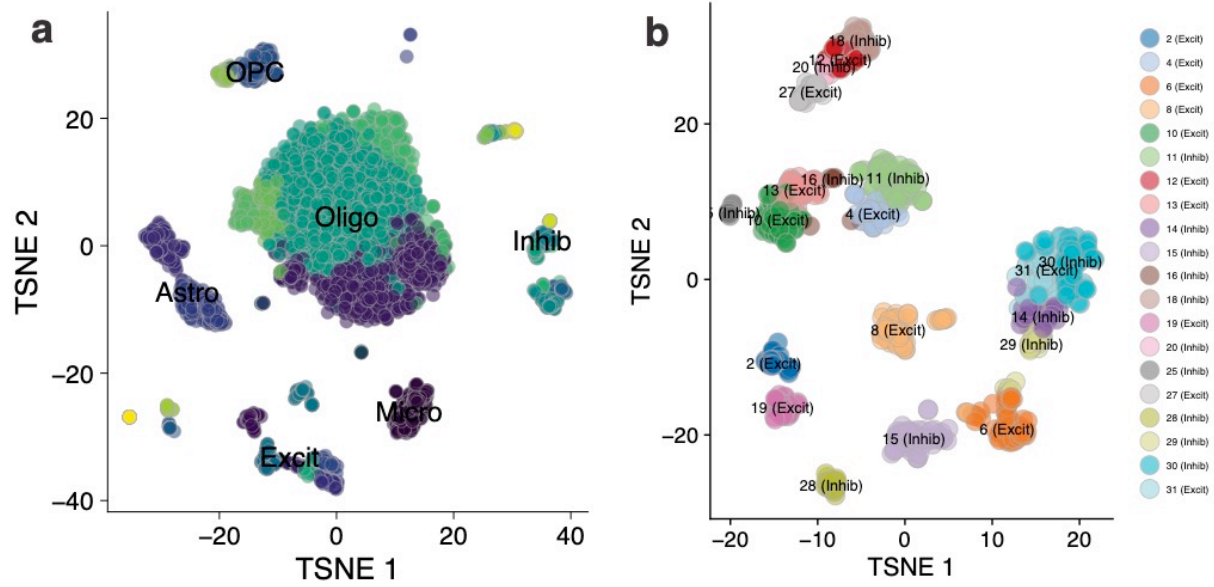 a
OPC
Oligo
Inhib
Astro
Micro
Excit
20
0
−20
−40
TSNE 2
−20
0
20
40
TSNE 1
b
18 (Inhib)
12 (Excit)
20 (Inhib)
27 (Excit)
16 (Inhib)
11 (Inhib)
13 (Excit)
5 (Inhib)
10 (Excit)
4 (Excit)
30 (Inhib)
31 (Excit)
14 (Inhib)
8 (Excit)
29 (Inhib)
2 (Excit)
19 (Excit)
6 (Excit)
15 (Inhib)
28 (Inhib)
20
0
−20
TSNE 2
−20
−10
0
10
20
TSNE 1
2 (Excit)
4 (Excit)
6 (Excit)
8 (Excit)
10 (Excit)
11 (Inhib)
12 (Excit)
13 (Excit)
14 (Inhib)
15 (Inhib)
16 (Inhib)
18 (Inhib)
19 (Excit)
20 (Inhib)
25 (Inhib)
27 (Excit)
28 (Inhib)
29 (Inhib)
30 (Inhib)
31 (Excit)